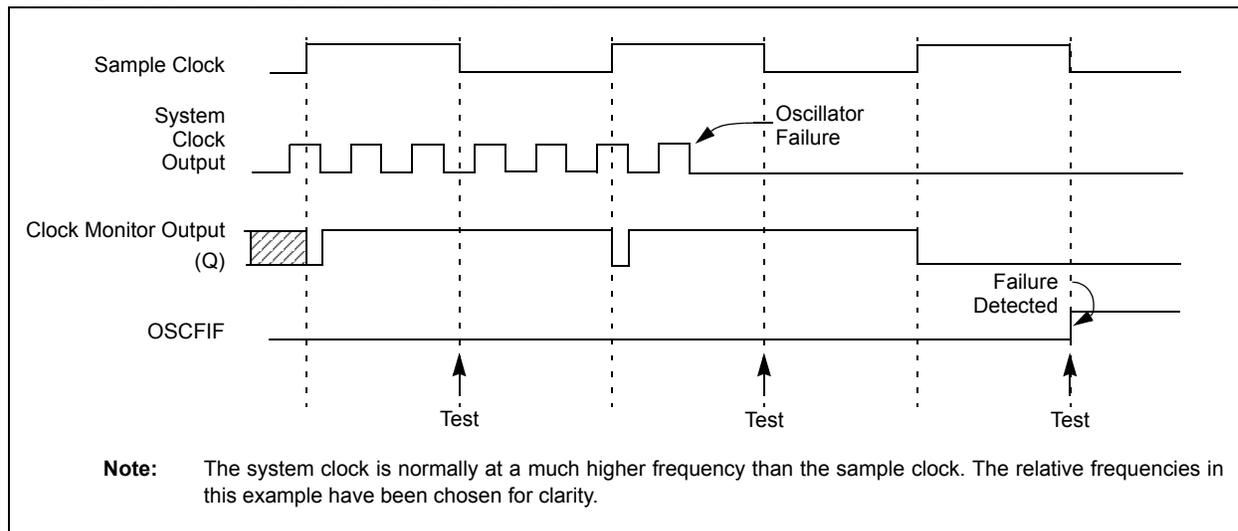 Sample Clock
System
Clock
Output
Oscillator
Failure
Clock Monitor Output
(Q)
Failure
Detected
OSCFIF
Test
Test
Test
Note: The system clock is normally at a much higher frequency than the sample clock. The relative frequencies in
this example have been chosen for clarity.